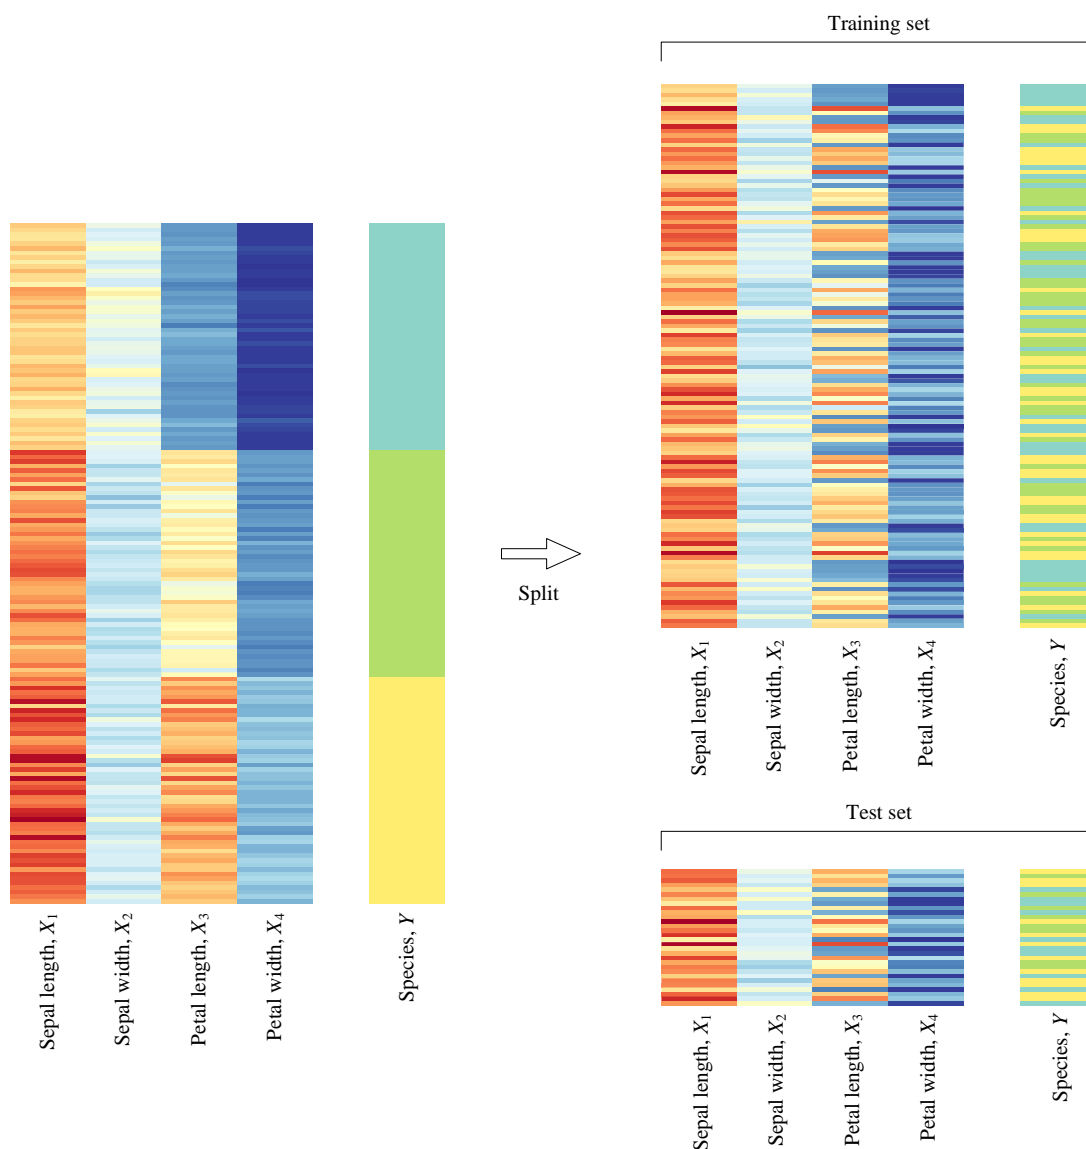 Training set
Split
Sepal length, X₁
Sepal width, X₂
Petal length, X₃
Petal width, X₄
Species, Y
Sepal length, X₁
Sepal width, X₂
Petal length, X₃
Petal width, X₄
Species, Y
Test set
Sepal length, X₁
Sepal width, X₂
Petal length, X₃
Petal width, X₄
Species, Y